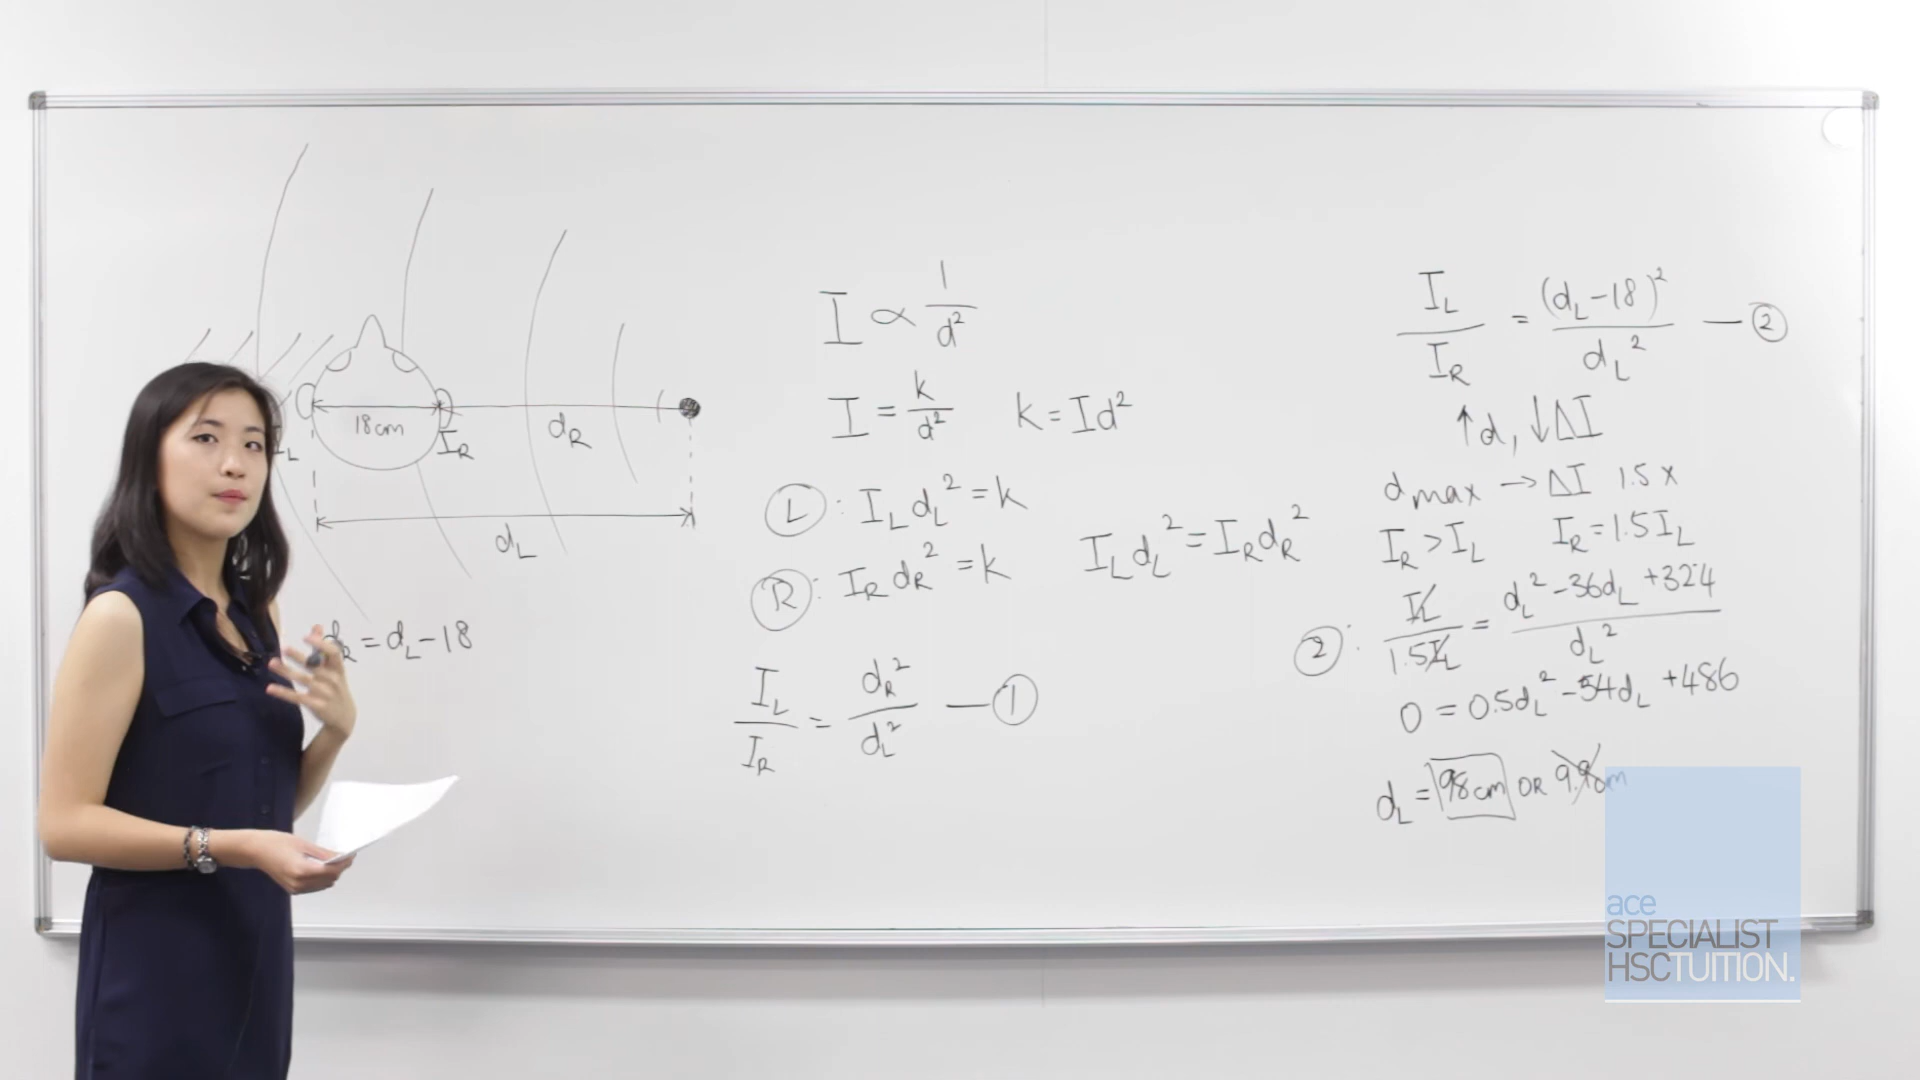 18cm
I_L
I_R
d_R
d_L
d_R = d_L - 18
I ∝ 1/d²
I = k/d²   k = Id²
Ⓛ : I_L d_L² = k
Ⓡ : I_R d_R² = k
I_L d_L² = I_R d_R²
I_L/I_R = d_R²/d_L² — ①
I_L/I_R = (d_L - 18)²/d_L² — ②
↑d, ↓ΔI
d max → ΔI 1.5x
I_R > I_L   I_R = 1.5I_L
② : I_L/1.5I_L = d_L² - 36d_L + 324/d_L²
0 = 0.5d_L² - 54d_L + 486
d_L = 98cm OR 9.9cm
ace
SPECIALIST
HSCTUITION.